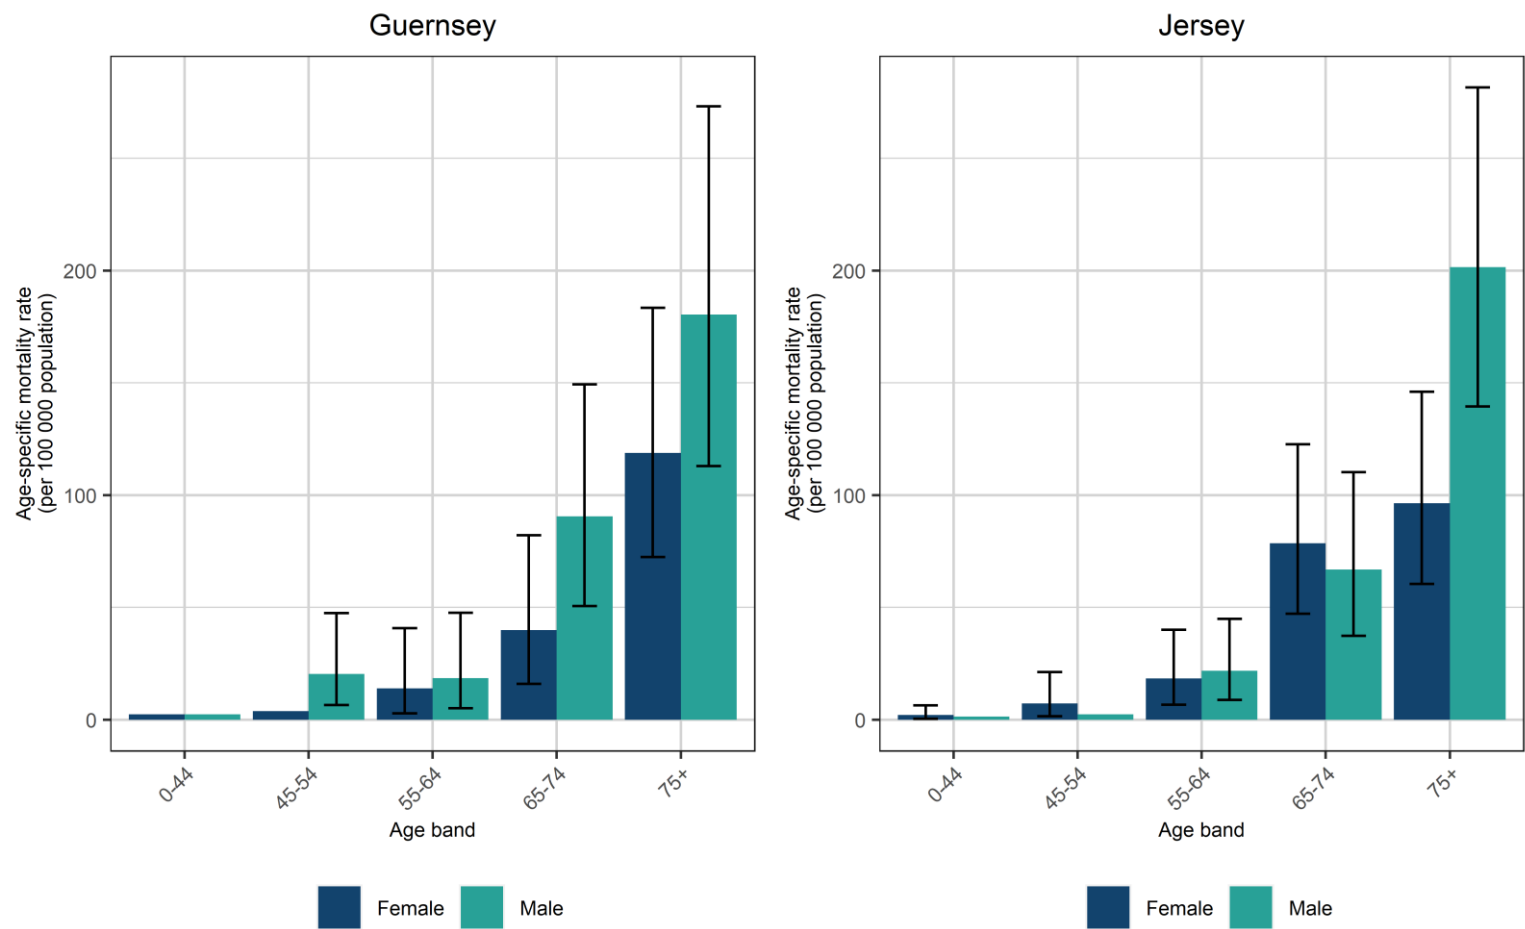 Guernsey
Age-specific mortality rate
(per 100 000 population)
200
100
0
0-44
45-54
55-64
65-74
75+
Age band
Female
Male
Jersey
Age-specific mortality rate
(per 100 000 population)
200
100
0
0-44
45-54
55-64
65-74
75+
Age band
Female
Male